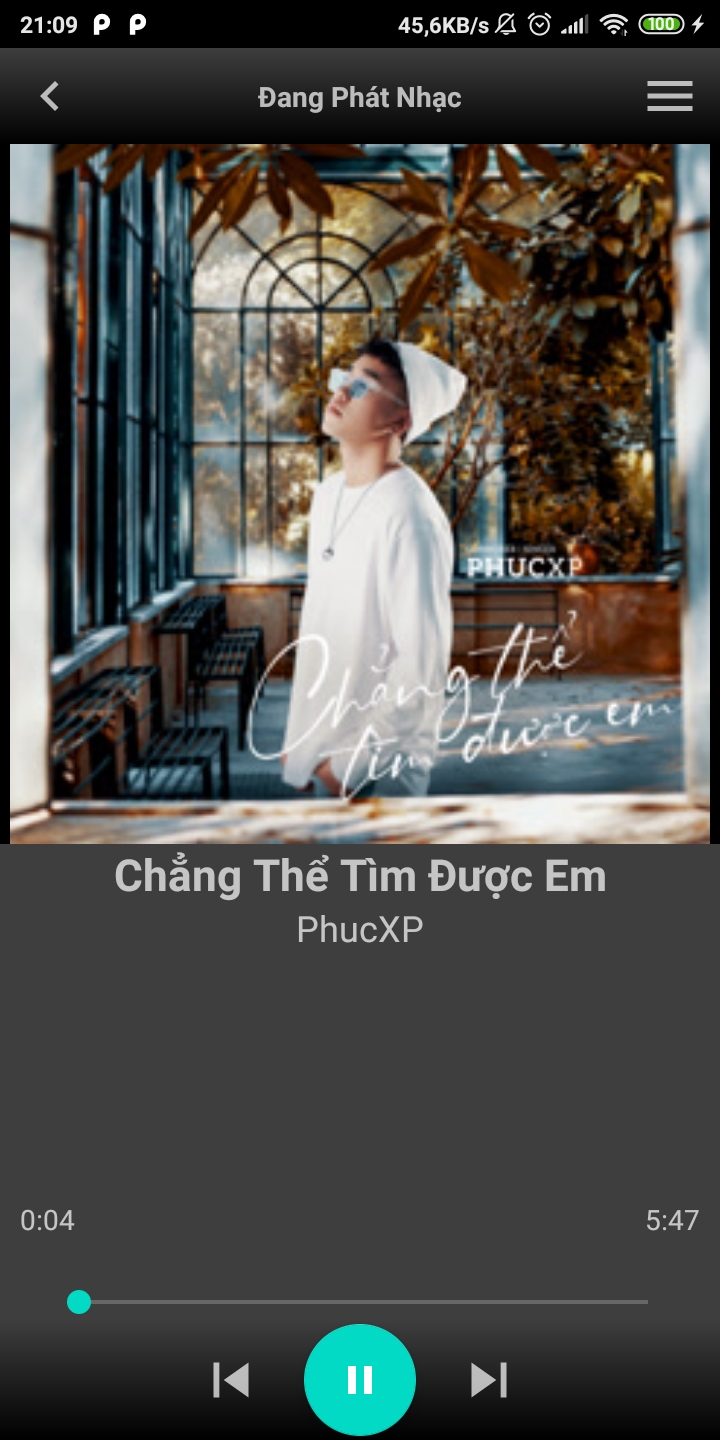 21:09
45,6KB/s
100
Đang Phát Nhạc
PHUCXP
Chẳng thể
tìm được em
Chẳng Thể Tìm Được Em
PhucXP
0:04
5:47